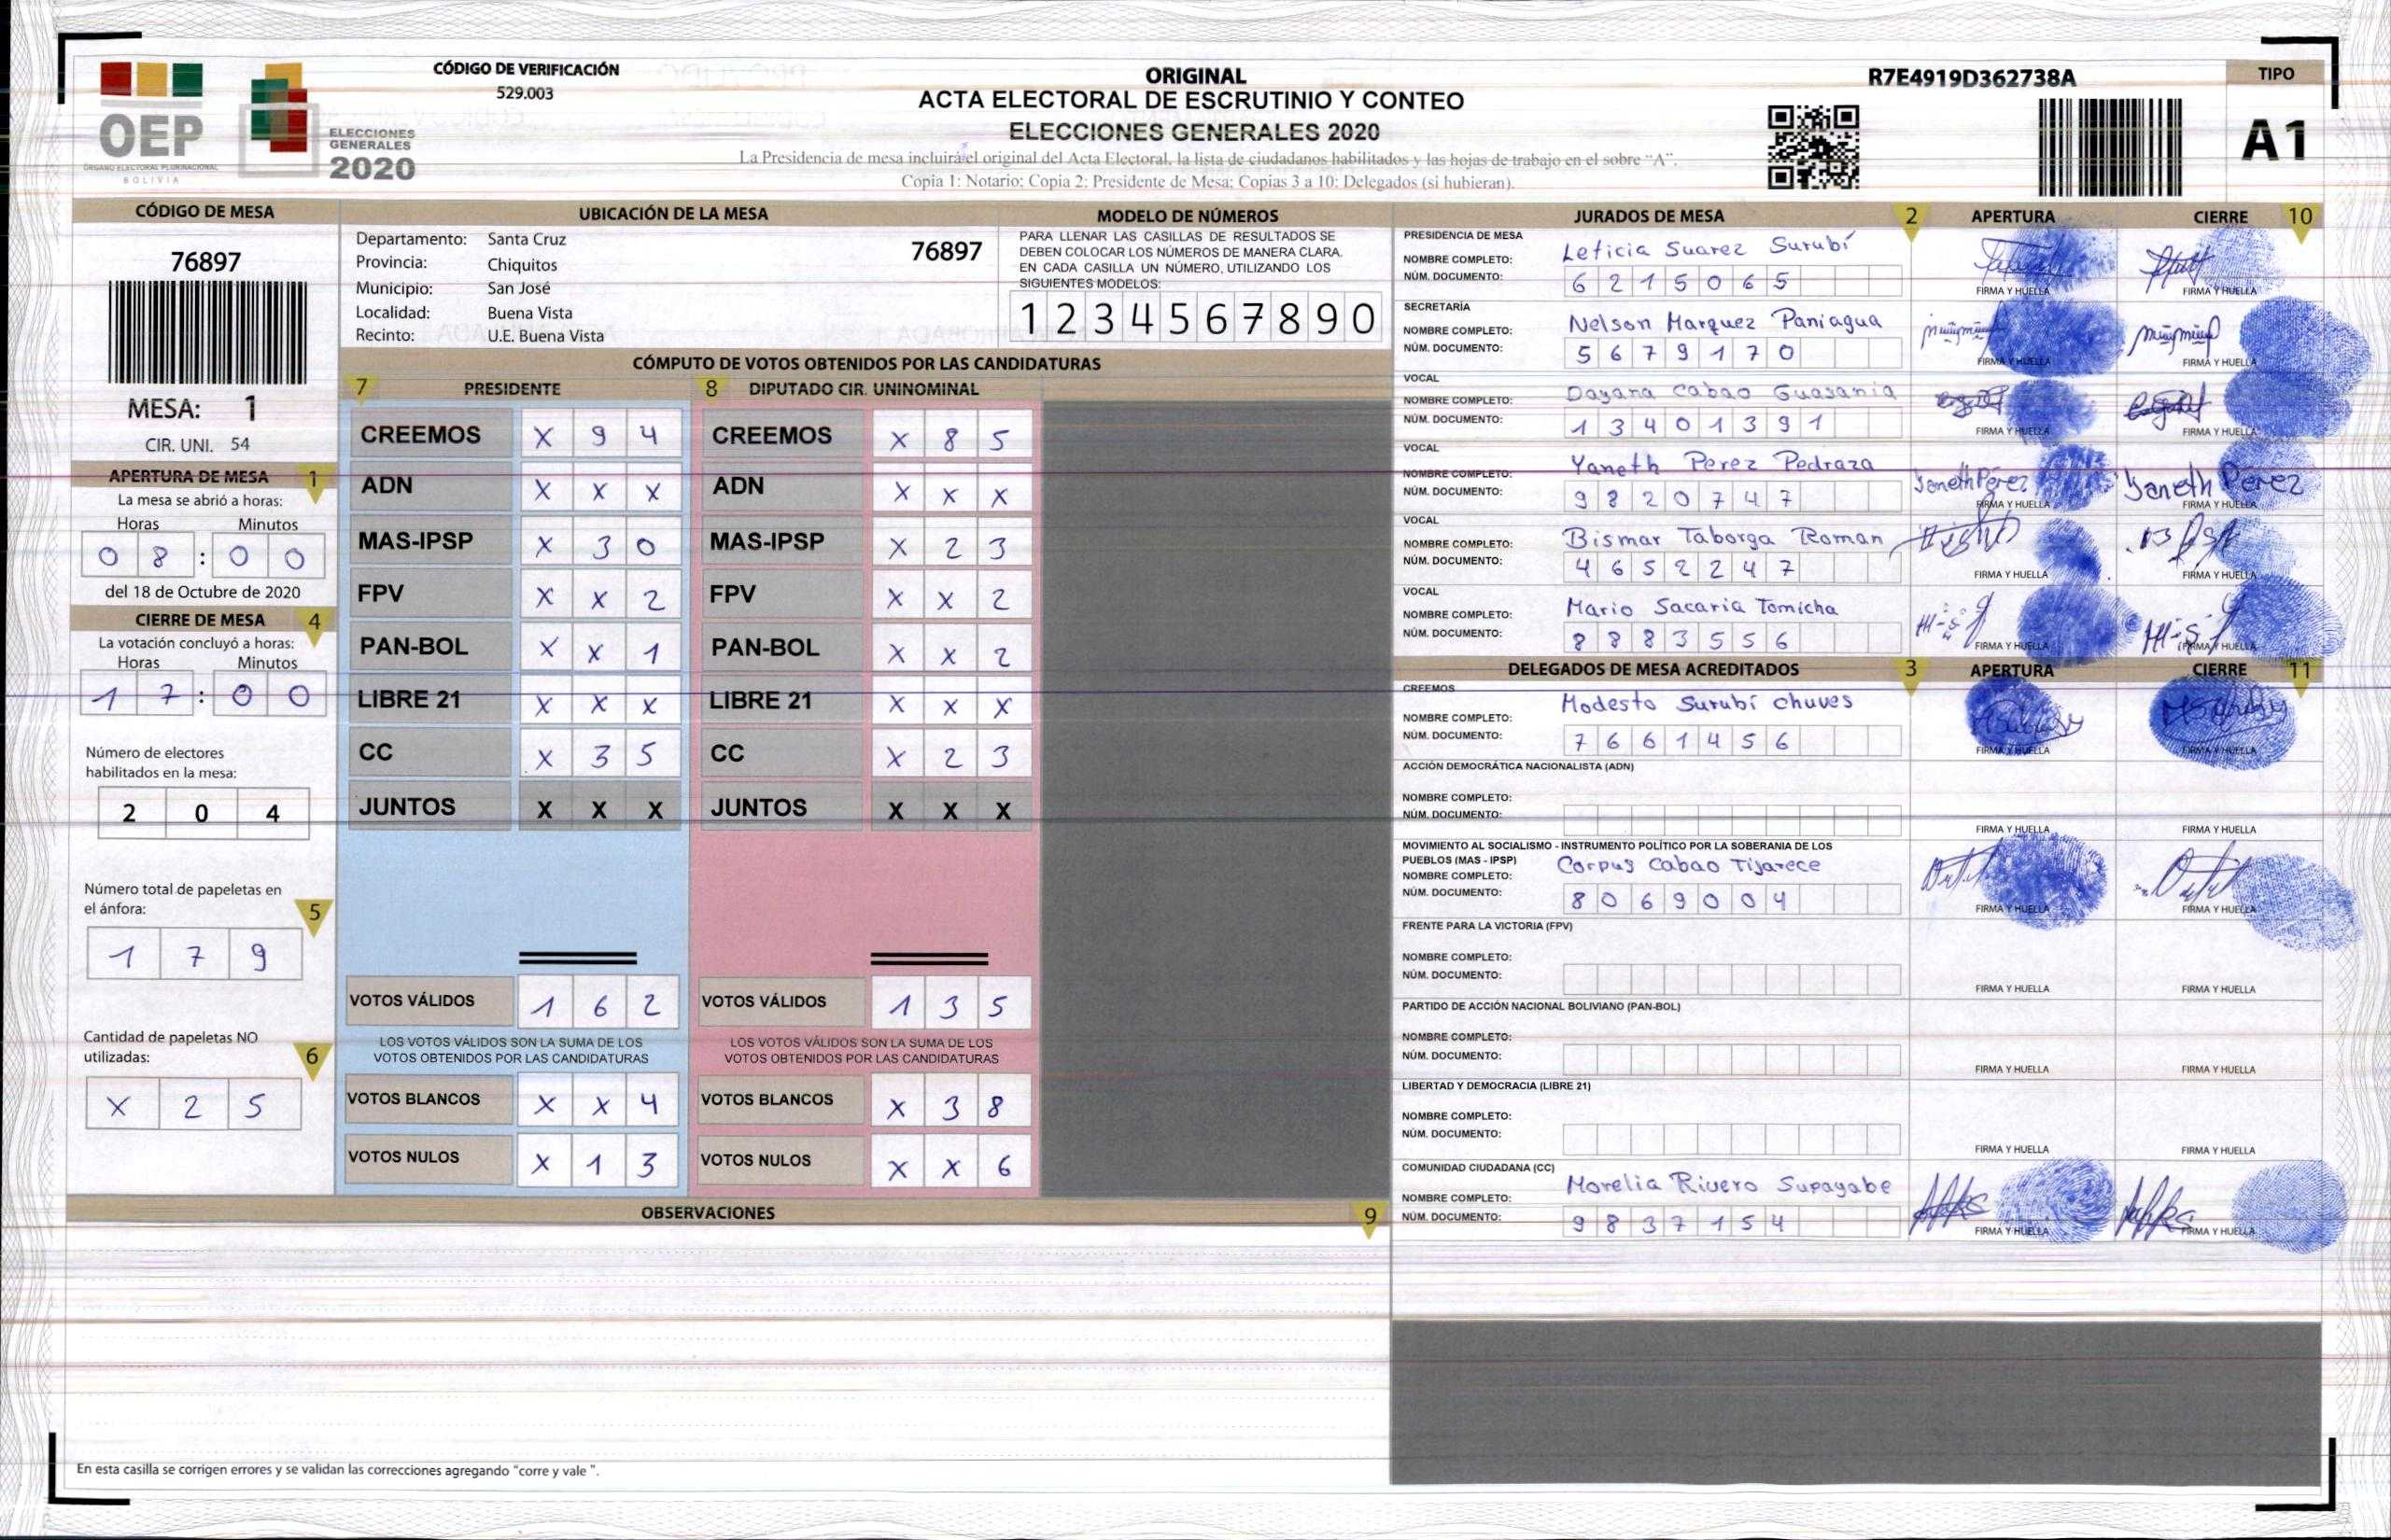 CÓDIGO DE VERIFICACIÓN
529.003
OEP
ÓRGANO ELECTORAL PLURINACIONAL
BOLIVIA
ELECCIONES
GENERALES
2020
ORIGINAL
ACTA ELECTORAL DE ESCRUTINIO Y CONTEO
ELECCIONES GENERALES 2020
La Presidencia de mesa incluirá el original del Acta Electoral, la lista de ciudadanos habilitados y las hojas de trabajo en el sobre "A".
Copia 1: Notario; Copia 2: Presidente de Mesa; Copias 3 a 10: Delegados (si hubieran).
R7E4919D362738A
TIPO
A1
CÓDIGO DE MESA
76897
MESA: 1
CIR. UNI. 54
APERTURA DE MESA 1
La mesa se abrió a horas:
Horas Minutos
0 8 : 0 0
del 18 de Octubre de 2020
CIERRE DE MESA 4
La votación concluyó a horas:
Horas Minutos
1 7 : 0 0
Número de electores
habilitados en la mesa:
2 0 4
Número total de papeletas en
el ánfora:
5
1 7 9
Cantidad de papeletas NO
utilizadas:
6
X 2 5
UBICACIÓN DE LA MESA
Departamento: Santa Cruz
76897
Provincia: Chiquitos
Municipio: San José
Localidad: Buena Vista
Recinto: U.E. Buena Vista
MODELO DE NÚMEROS
PARA LLENAR LAS CASILLAS DE RESULTADOS SE
DEBEN COLOCAR LOS NÚMEROS DE MANERA CLARA.
EN CADA CASILLA UN NÚMERO, UTILIZANDO LOS
SIGUIENTES MODELOS:
1 2 3 4 5 6 7 8 9 0
CÓMPUTO DE VOTOS OBTENIDOS POR LAS CANDIDATURAS
7 PRESIDENTE 8 DIPUTADO CIR. UNINOMINAL
CREEMOS X 9 4 CREEMOS X 8 5
ADN X X X ADN X X X
MAS-IPSP X 3 0 MAS-IPSP X 2 3
FPV X X 2 FPV X X 2
PAN-BOL X X 1 PAN-BOL X X 2
LIBRE 21 X X X LIBRE 21 X X X
CC X 3 5 CC X 2 3
JUNTOS X X X JUNTOS X X X
VOTOS VÁLIDOS 1 6 2 VOTOS VÁLIDOS 1 3 5
LOS VOTOS VÁLIDOS SON LA SUMA DE LOS LOS VOTOS VÁLIDOS SON LA SUMA DE LOS
VOTOS OBTENIDOS POR LAS CANDIDATURAS VOTOS OBTENIDOS POR LAS CANDIDATURAS
VOTOS BLANCOS X X 4 VOTOS BLANCOS X 3 8
VOTOS NULOS X 1 3 VOTOS NULOS X X 6
OBSERVACIONES 9
En esta casilla se corrigen errores y se validan las correcciones agregando "corre y vale ".
JURADOS DE MESA 2 APERTURA CIERRE 10
PRESIDENCIA DE MESA
NOMBRE COMPLETO: Leticia Suarez Surubí
NÚM. DOCUMENTO: 6 2 1 5 0 6 5
FIRMA Y HUELLA FIRMA Y HUELLA
SECRETARÍA
NOMBRE COMPLETO: Nelson Marquez Paniagua
NÚM. DOCUMENTO: 5 6 7 9 1 7 0
FIRMA Y HUELLA FIRMA Y HUELLA
VOCAL
NOMBRE COMPLETO: Dayana Cabao Guasania
NÚM. DOCUMENTO: 1 3 4 0 1 3 9 1
FIRMA Y HUELLA FIRMA Y HUELLA
VOCAL
NOMBRE COMPLETO: Yaneth Perez Pedraza
NÚM. DOCUMENTO: 9 8 2 0 7 4 7
Yaneth Pérez Yaneth Pérez
FIRMA Y HUELLA FIRMA Y HUELLA
VOCAL
NOMBRE COMPLETO: Bismar Taborga Roman
NÚM. DOCUMENTO: 4 6 5 2 2 4 7
FIRMA Y HUELLA FIRMA Y HUELLA
VOCAL
NOMBRE COMPLETO: Mario Sacaria Tomicha
NÚM. DOCUMENTO: 8 8 8 3 5 5 6
FIRMA Y HUELLA FIRMA Y HUELLA
DELEGADOS DE MESA ACREDITADOS 3 APERTURA CIERRE 11
CREEMOS
NOMBRE COMPLETO: Modesto Surubí chuves
NÚM. DOCUMENTO: 7 6 6 1 4 5 6
FIRMA Y HUELLA FIRMA Y HUELLA
ACCIÓN DEMOCRÁTICA NACIONALISTA (ADN)
NOMBRE COMPLETO:
NÚM. DOCUMENTO:
FIRMA Y HUELLA FIRMA Y HUELLA
MOVIMIENTO AL SOCIALISMO - INSTRUMENTO POLÍTICO POR LA SOBERANIA DE LOS
PUEBLOS (MAS - IPSP)
NOMBRE COMPLETO: Corpus Cabao Tijarece
NÚM. DOCUMENTO: 8 0 6 9 0 0 4
FIRMA Y HUELLA FIRMA Y HUELLA
FRENTE PARA LA VICTORIA (FPV)
NOMBRE COMPLETO:
NÚM. DOCUMENTO:
FIRMA Y HUELLA FIRMA Y HUELLA
PARTIDO DE ACCIÓN NACIONAL BOLIVIANO (PAN-BOL)
NOMBRE COMPLETO:
NÚM. DOCUMENTO:
FIRMA Y HUELLA FIRMA Y HUELLA
LIBERTAD Y DEMOCRACIA (LIBRE 21)
NOMBRE COMPLETO:
NÚM. DOCUMENTO:
FIRMA Y HUELLA FIRMA Y HUELLA
COMUNIDAD CIUDADANA (CC)
NOMBRE COMPLETO: Morelia Rivero Supayabe
NÚM. DOCUMENTO: 9 8 3 7 1 5 4
FIRMA Y HUELLA FIRMA Y HUELLA